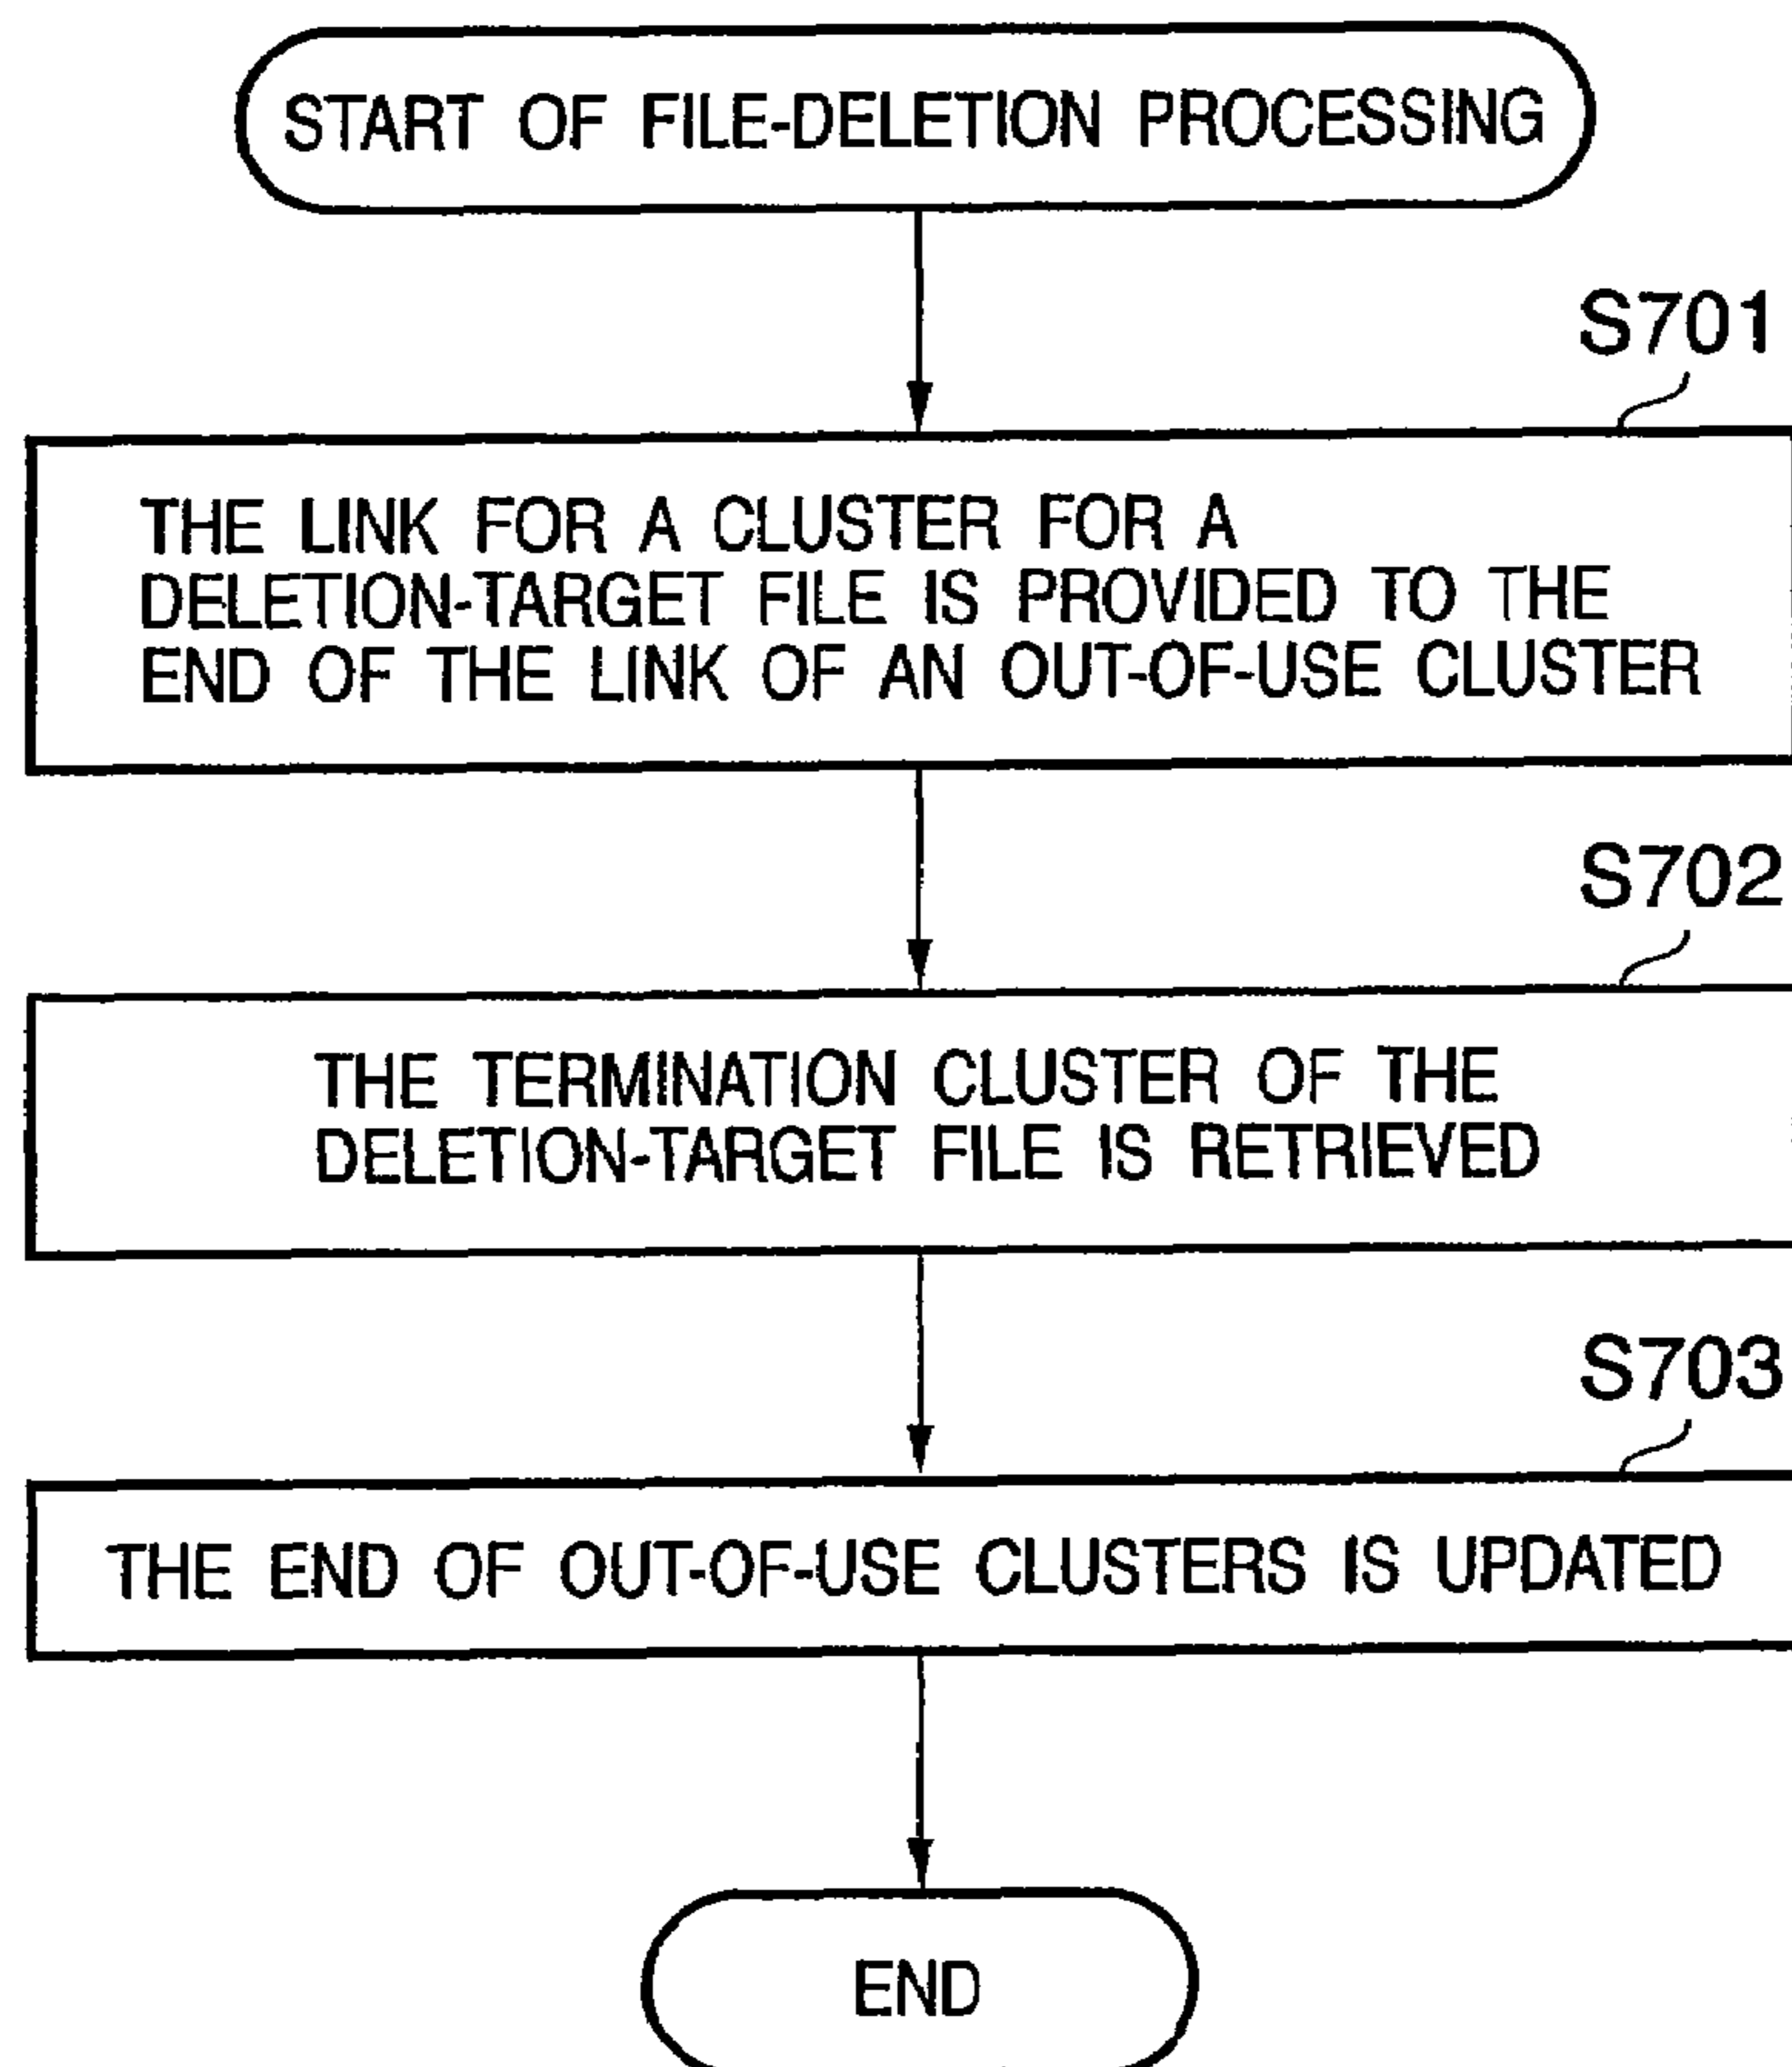 START OF FILE-DELETION PROCESSING
S701
THE LINK FOR A CLUSTER FOR A
DELETION-TARGET FILE IS PROVIDED TO THE
END OF THE LINK OF AN OUT-OF-USE CLUSTER
S702
THE TERMINATION CLUSTER OF THE
DELETION-TARGET FILE IS RETRIEVED
S703
THE END OF OUT-OF-USE CLUSTERS IS UPDATED
END